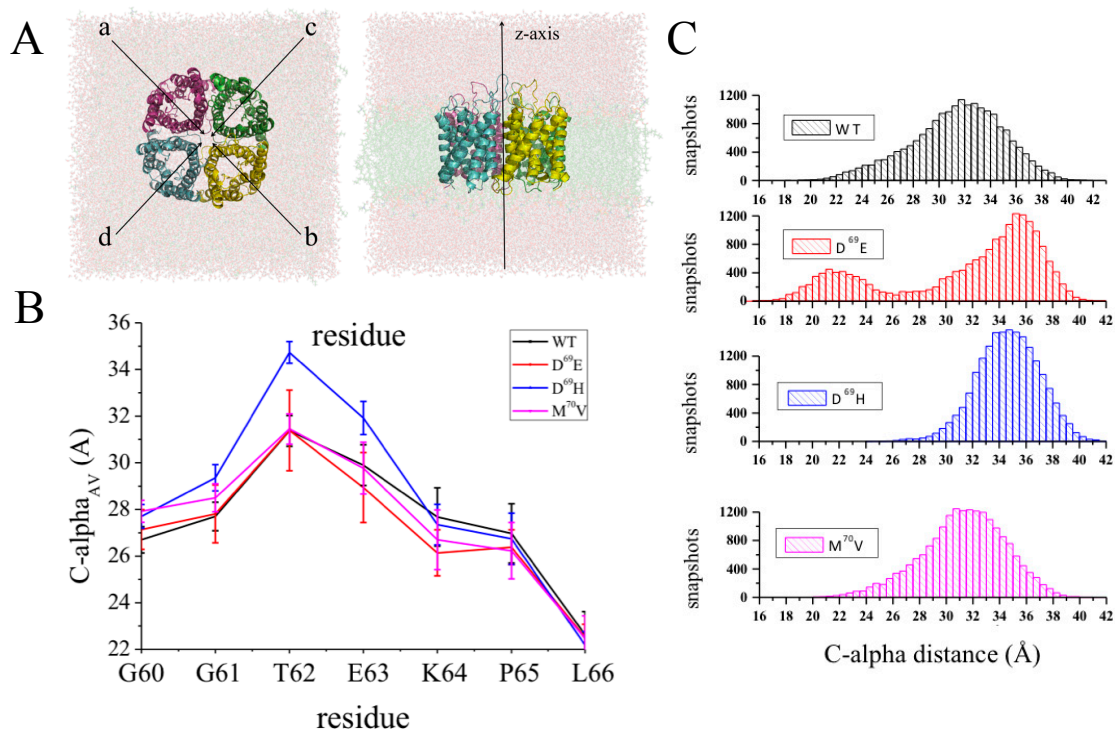 A
a
c
d
b
z-axis
B
residue
36
34
32
30
28
26
24
22
C-alpha AV (A)
WT
D69E
D69H
M70V
G60 G61 T62 E63 K64 P65 L66
residue
C
snapshots
1200
800
400
0
WT
16 18 20 22 24 26 28 30 32 34 36 38 40 42
snapshots
1200
800
400
0
D 69E
16 18 20 22 24 26 28 30 32 34 36 38 40 42
snapshots
1200
800
400
0
D 69H
16 18 20 22 24 26 28 30 32 34 36 38 40 42
snapshots
1200
800
400
0
M70V
16 18 20 22 24 26 28 30 32 34 36 38 40 42
C-alpha distance (Å)